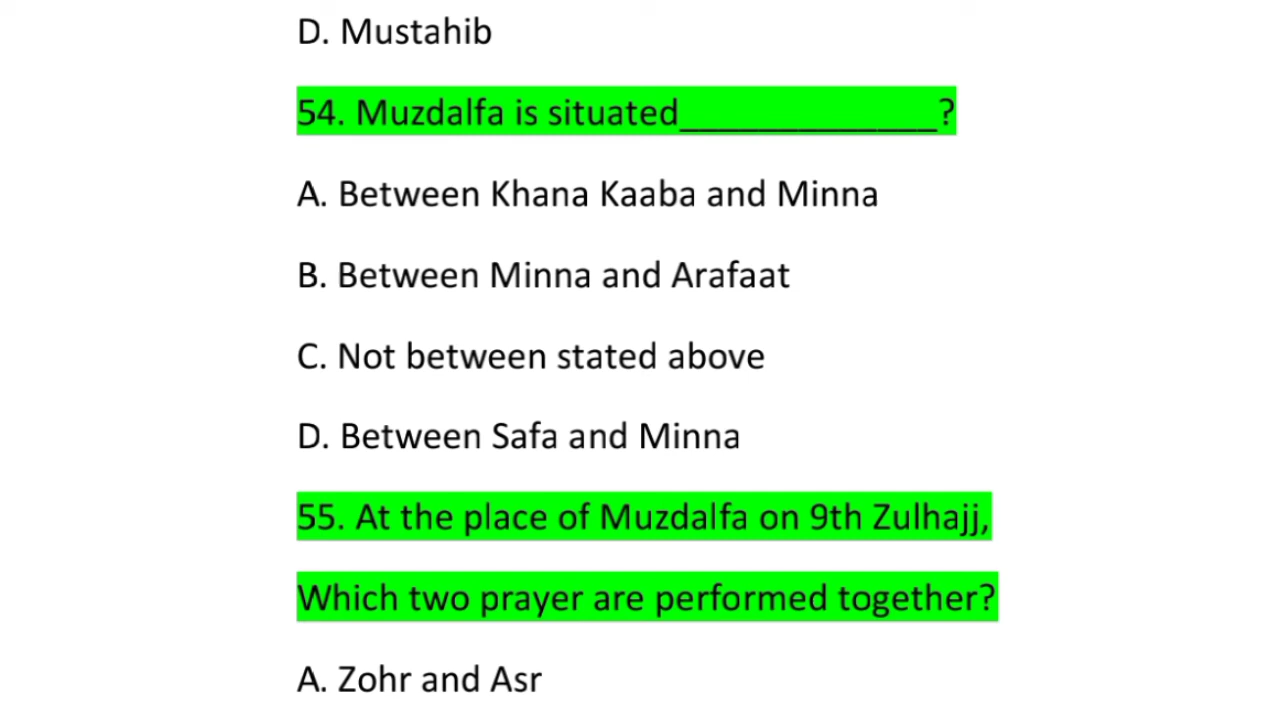 D. Mustahib
54. Muzdalfa is situated_____________?
A. Between Khana Kaaba and Minna
B. Between Minna and Arafaat
C. Not between stated above
D. Between Safa and Minna
55. At the place of Muzdalfa on 9th Zulhajj,
Which two prayer are performed together?
A. Zohr and Asr